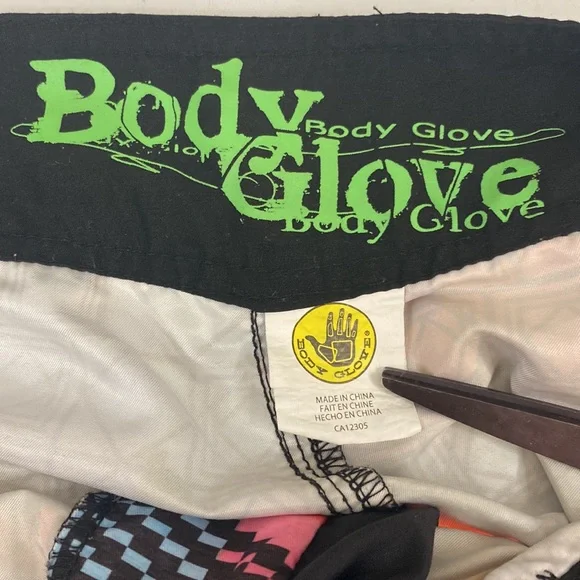 Body
Body Glove
Glove
Body Glove
BODY GLOVE ®
MADE IN CHINA
FAIT EN CHINE
HECHO EN CHINA
CA12305